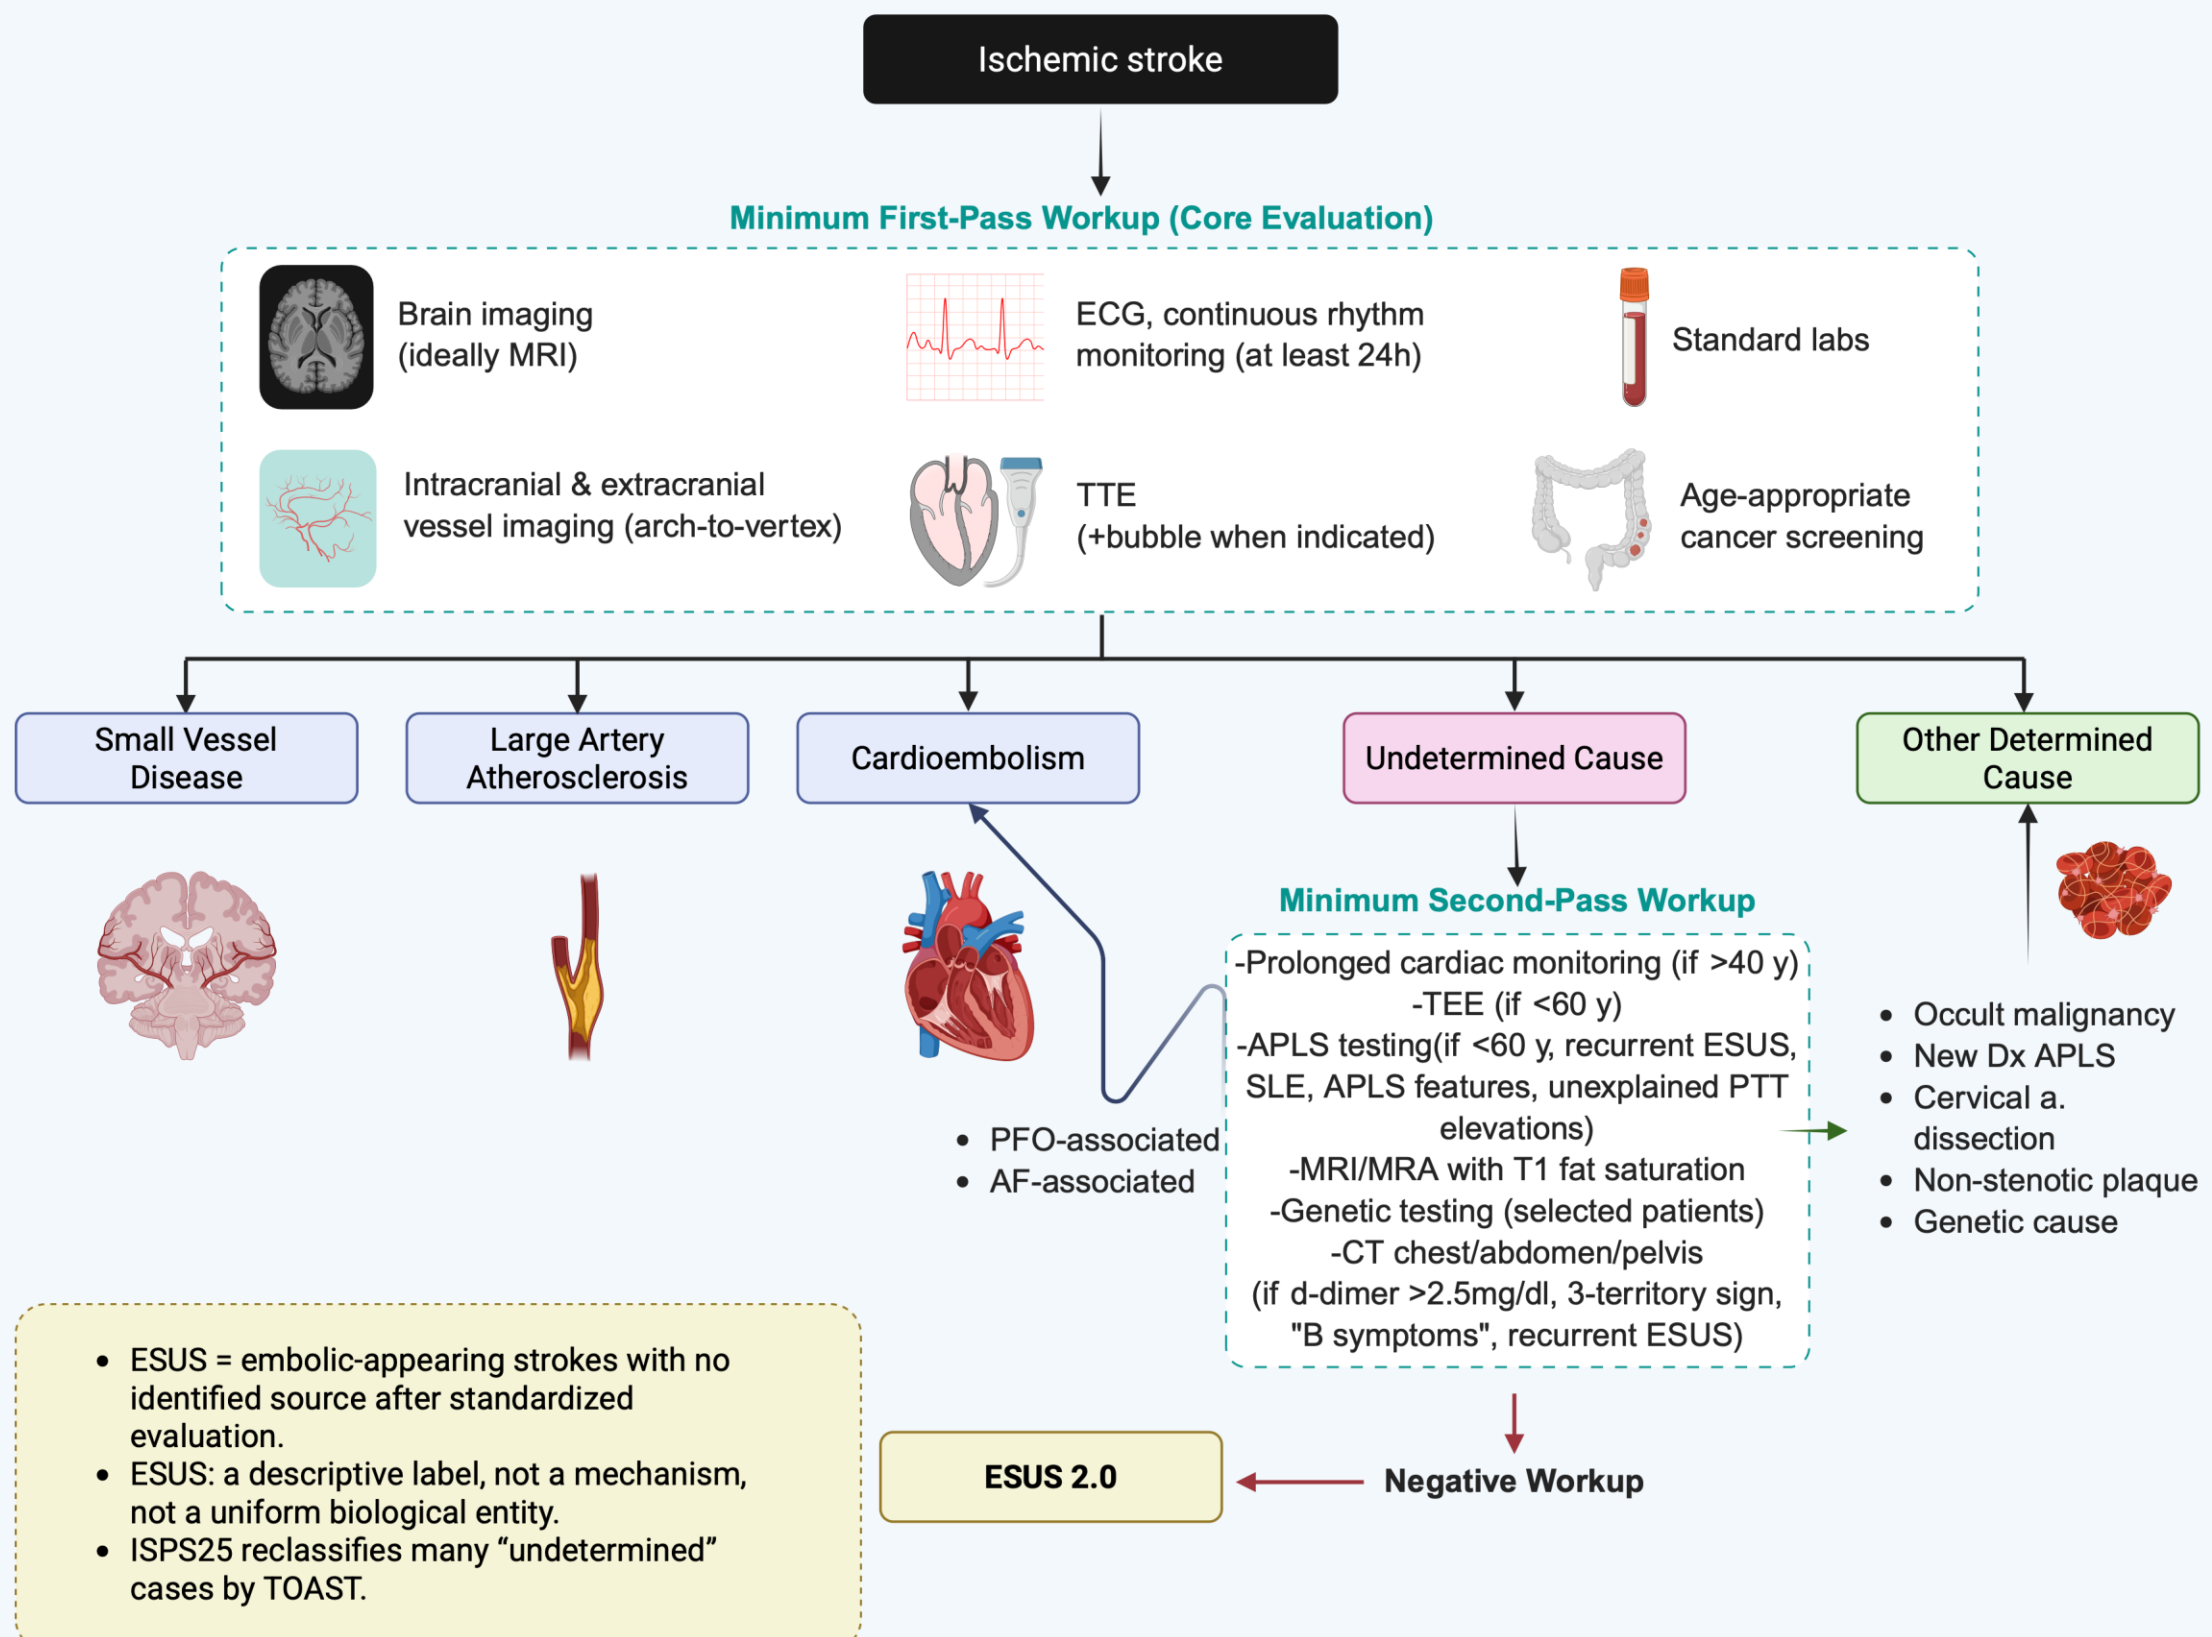 Ischemic stroke
Minimum First-Pass Workup (Core Evaluation)
Brain imaging
(ideally MRI)
ECG, continuous rhythm
monitoring (at least 24h)
Standard labs
Intracranial & extracranial
vessel imaging (arch-to-vertex)
TTE
(+bubble when indicated)
Age-appropriate
cancer screening
Small Vessel
Disease
Large Artery
Atherosclerosis
Cardioembolism
Undetermined Cause
Other Determined
Cause
Minimum Second-Pass Workup
-Prolonged cardiac monitoring (if >40 y)
-TEE (if <60 y)
-APLS testing(if <60 y, recurrent ESUS,
SLE, APLS features, unexplained PTT
elevations)
-MRI/MRA with T1 fat saturation
-Genetic testing (selected patients)
-CT chest/abdomen/pelvis
(if d-dimer >2.5mg/dl, 3-territory sign,
"B symptoms", recurrent ESUS)
• PFO-associated
• AF-associated
• Occult malignancy
• New Dx APLS
• Cervical a.
dissection
• Non-stenotic plaque
• Genetic cause
Negative Workup
ESUS 2.0
• ESUS = embolic-appearing strokes with no
identified source after standardized
evaluation.
• ESUS: a descriptive label, not a mechanism,
not a uniform biological entity.
• ISPS25 reclassifies many “undetermined”
cases by TOAST.